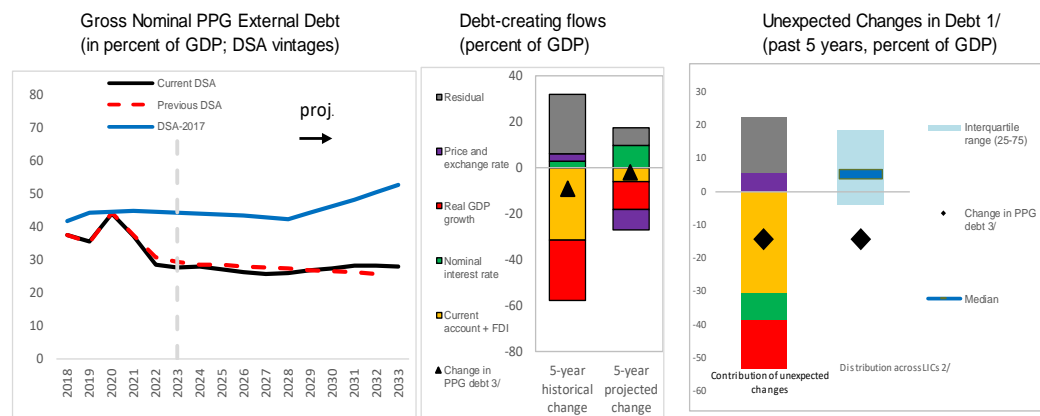 Gross Nominal PPG External Debt
(in percent of GDP; DSA vintages)
Current DSA
Previous DSA
DSA-2017
proj.
80
70
60
50
40
30
20
10
0
2018
2019
2020
2021
2022
2023
2024
2025
2026
2027
2028
2029
2030
2031
2032
2033
Debt-creating flows
(percent of GDP)
Residual
Price and
exchange rate
Real GDP
growth
Nominal
interest rate
Current
account + FDI
Change in
PPG debt 3/
40
20
0
-20
-40
-60
-80
5-year
historical
change
5-year
projected
change
Unexpected Changes in Debt 1/
(past 5 years, percent of GDP)
30
20
10
0
-10
-20
-30
-40
-50
-60
Interquartile
range (25-75)
Change in PPG
debt 3/
Median
Contribution of unexpected
changes
Distribution across LICs 2/